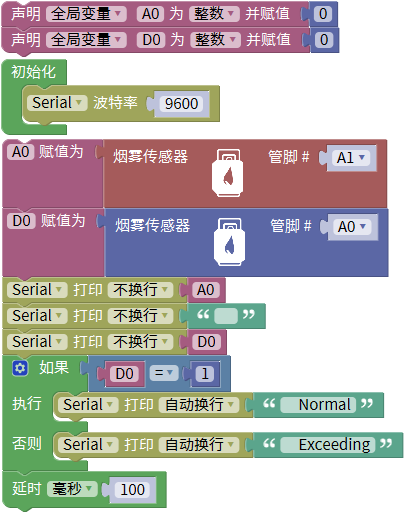 声明 全局变量 A0 为 整数 并赋值 0
声明 全局变量 D0 为 整数 并赋值 0
初始化
Serial 波特率 9600
A0 赋值为 烟雾传感器 管脚 # A1
D0 赋值为 烟雾传感器 管脚 # A0
Serial 打印 不换行 A0
Serial 打印 不换行 “ ”
Serial 打印 不换行 D0
如果 D0 = 1
执行 Serial 打印 自动换行 “ Normal ”
否则 Serial 打印 自动换行 “ Exceeding ”
延时 毫秒 100